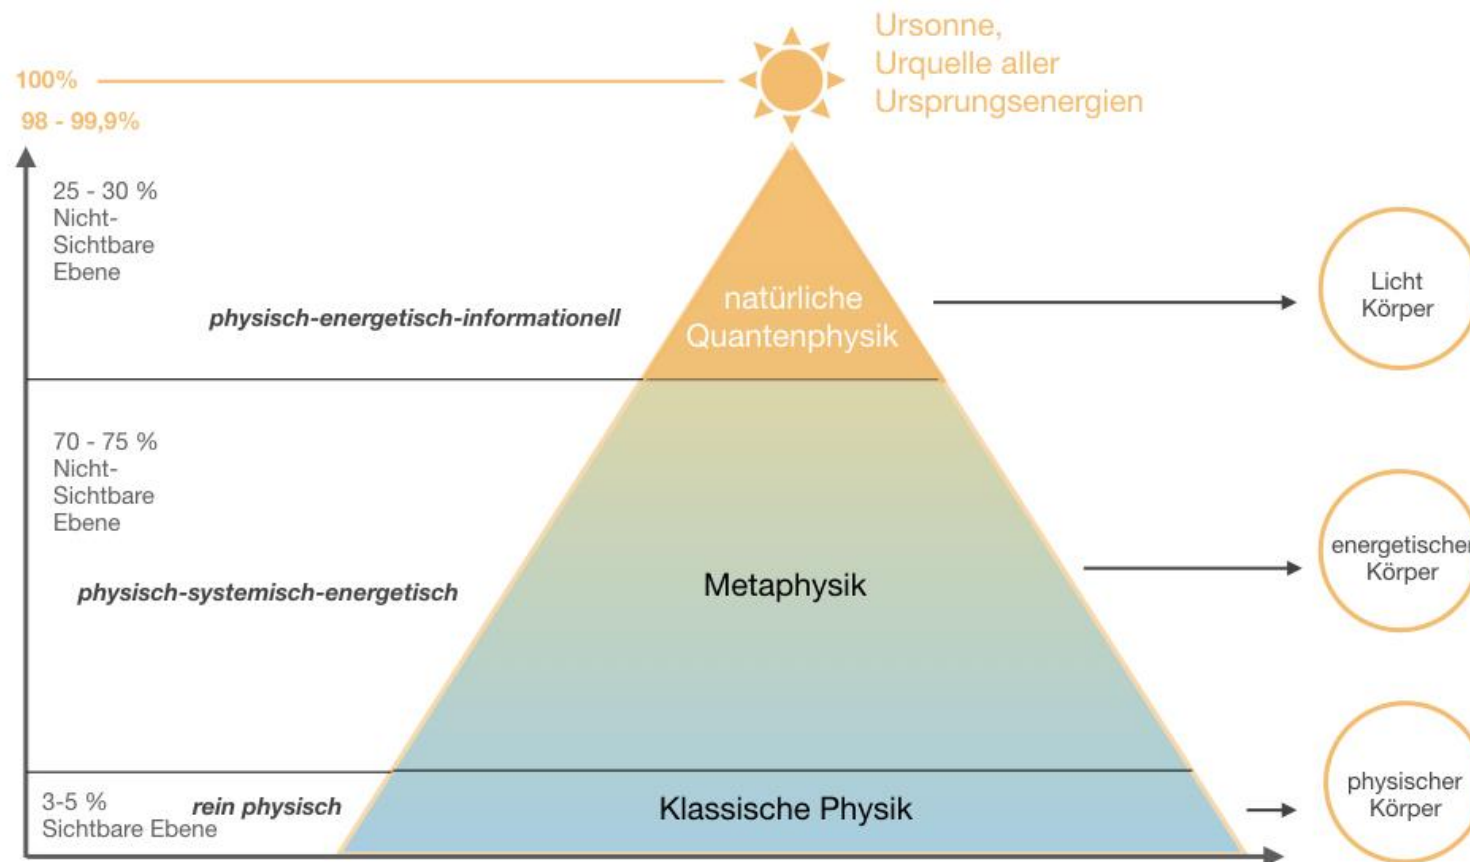 Ursonne,
Urquelle aller
Ursprungsenergien
100%
98 - 99,9%
25 - 30 %
Nicht-
Sichtbare
Ebene
physisch-energetisch-informationell
natürliche
Quantenphysik
Licht
Körper
70 - 75 %
Nicht-
Sichtbare
Ebene
physisch-systemisch-energetisch
Metaphysik
energetischer
Körper
3-5 %
Sichtbare Ebene
rein physisch
Klassische Physik
physischer
Körper